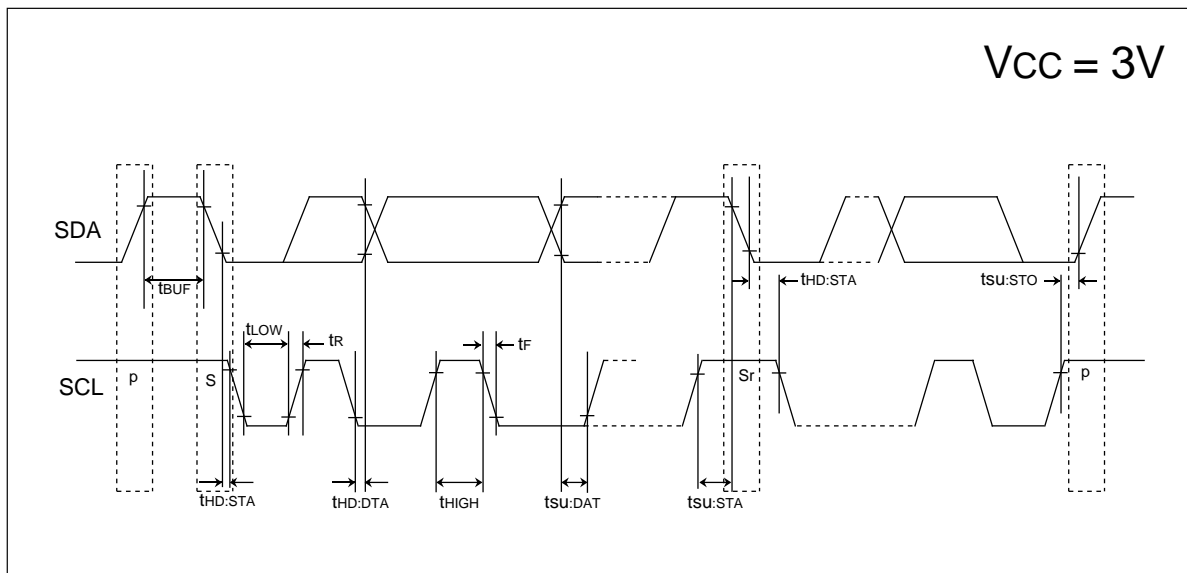 VCC = 3V
SDA
tBUF
tHD:STA
tsu:STO
tLOW
tR
tF
SCL
p
S
Sr
p
tHD:STA
tHD:DTA
tHIGH
tsu:DAT
tsu:STA